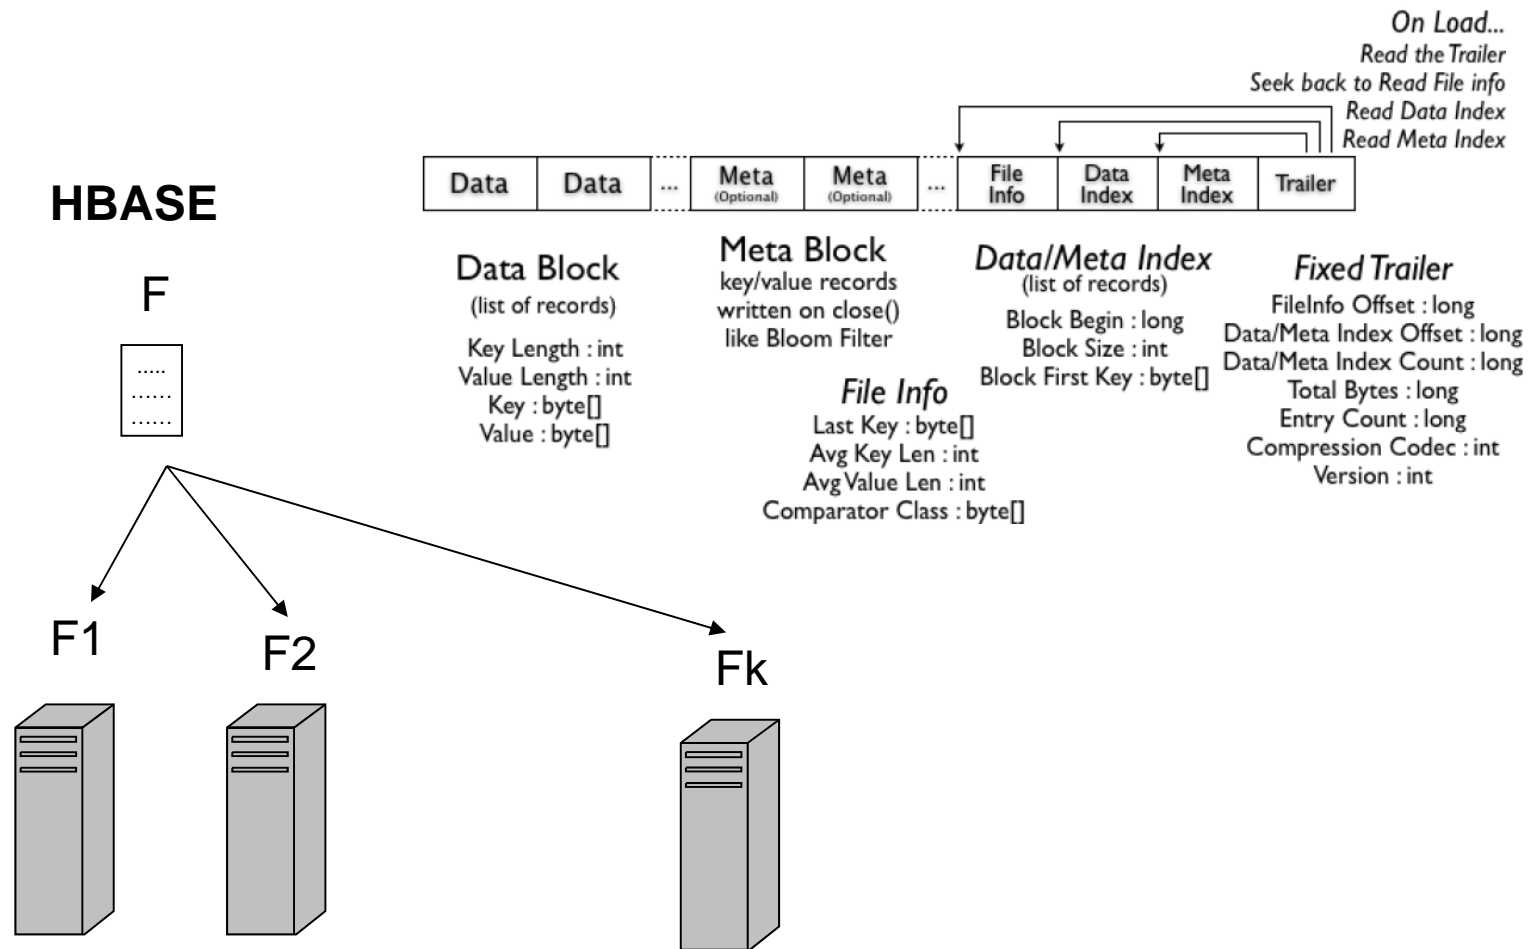 On Load...
Read the Trailer
Seek back to Read File info
Read Data Index
Read Meta Index
Data
Data
...
Meta
(Optional)
Meta
(Optional)
...
File
Info
Data
Index
Meta
Index
Trailer
HBASE
F
.....
......
......
Data Block
(list of records)
Key Length : int
Value Length : int
Key : byte[]
Value : byte[]
Meta Block
key/value records
written on close()
like Bloom Filter
File Info
Last Key : byte[]
Avg Key Len : int
Avg Value Len : int
Comparator Class : byte[]
Data/Meta Index
(list of records)
Block Begin : long
Block Size : int
Block First Key : byte[]
Fixed Trailer
FileInfo Offset : long
Data/Meta Index Offset : long
Data/Meta Index Count : long
Total Bytes : long
Entry Count : long
Compression Codec : int
Version : int
F1
F2
Fk